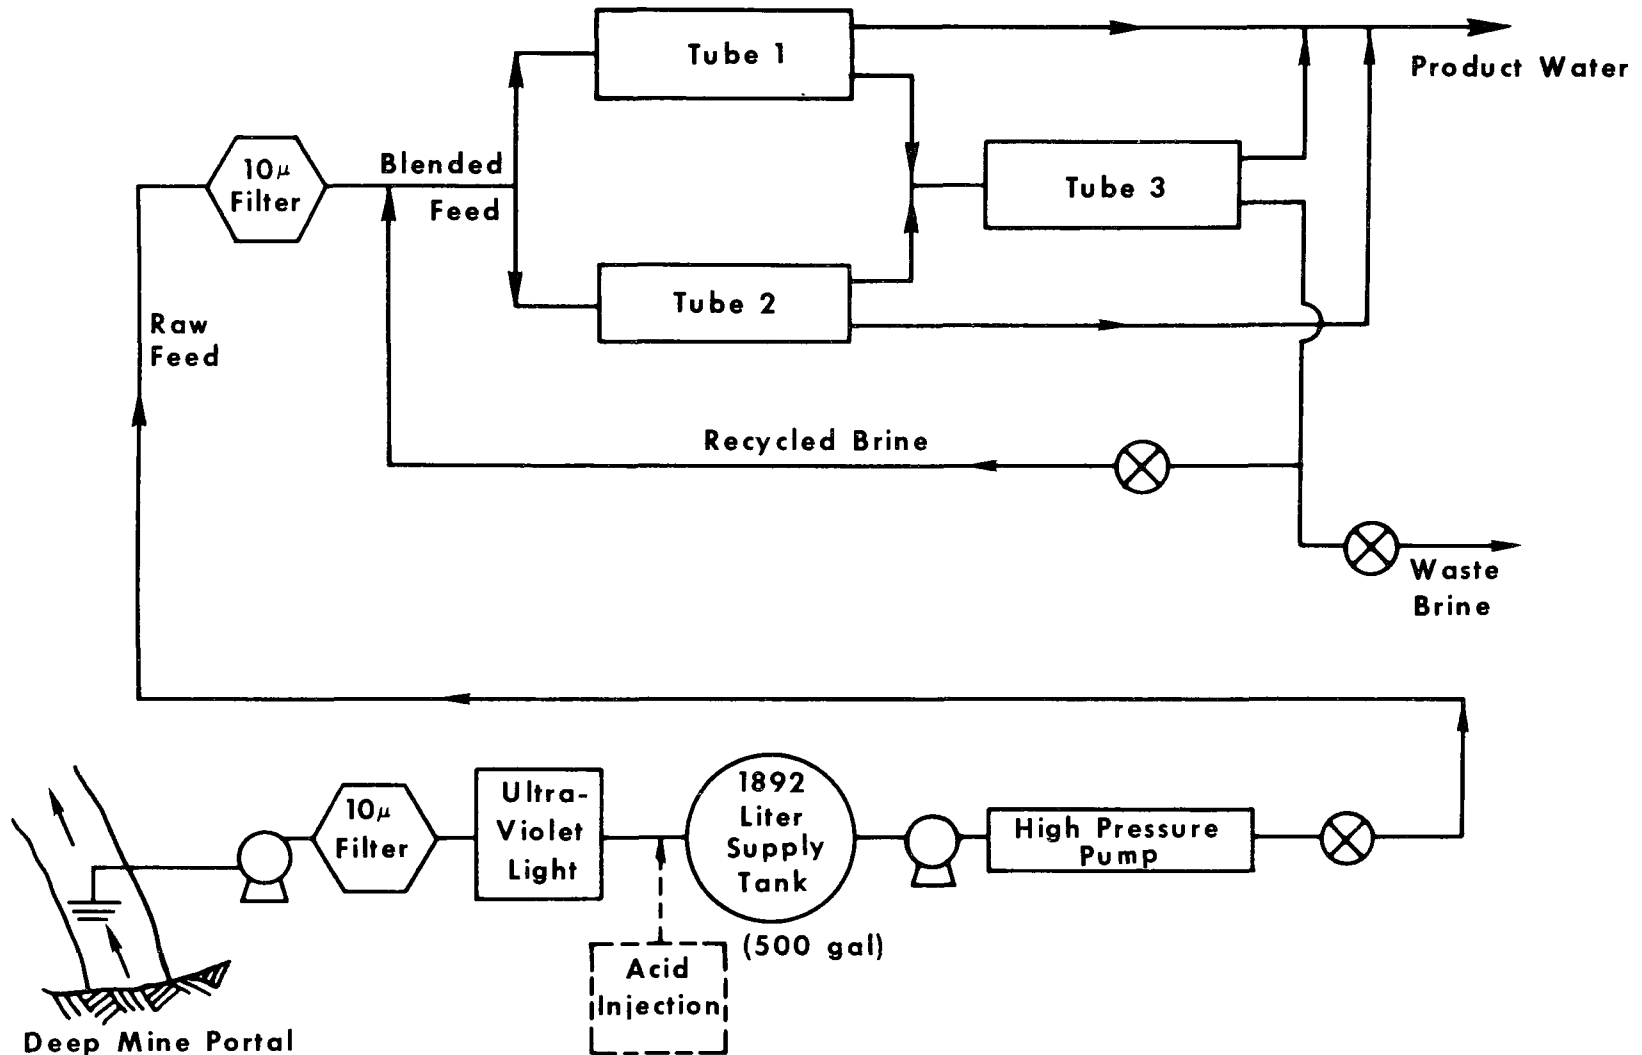 Tube 1
Product Water
10μ
Filter
Blended
Feed
Tube 3
Tube 2
Raw
Feed
Recycled Brine
Waste
Brine
10μ
Filter
Ultra-
Violet
Light
1892
Liter
Supply
Tank
(500 gal)
High Pressure
Pump
Acid
Injection
Deep Mine Portal